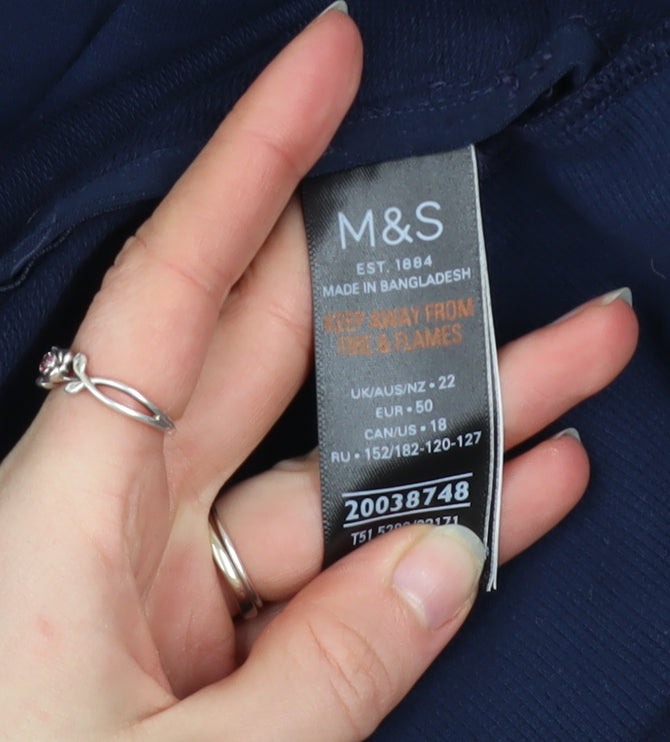 M&S
EST. 1884
MADE IN BANGLADESH
KEEP AWAY FROM
FIRE & FLAMES
UK/AUS/NZ • 22
EUR • 50
CAN/US • 18
RU • 152/182-120-127
20038748
T51